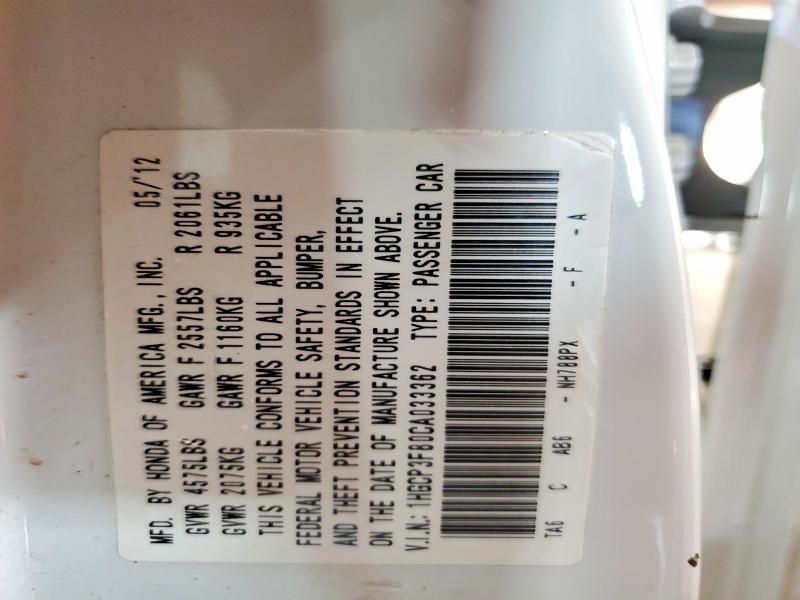 MFD. BY HONDA OF AMERICA MFG., INC. 05/'12
GVWR 4575LBS GAWR F 2557LBS R 2061LBS
GVWR 2075KG GAWR F 1160KG R 935KG
THIS VEHICLE CONFORMS TO ALL APPLICABLE
FEDERAL MOTOR VEHICLE SAFETY, BUMPER,
AND THEFT PREVENTION STANDARDS IN EFFECT
ON THE DATE OF MANUFACTURE SHOWN ABOVE.
V.I.N.: 1HGCP3F80CA033362 TYPE: PASSENGER CAR
TA6 C AB6 - NH788PX - F - A